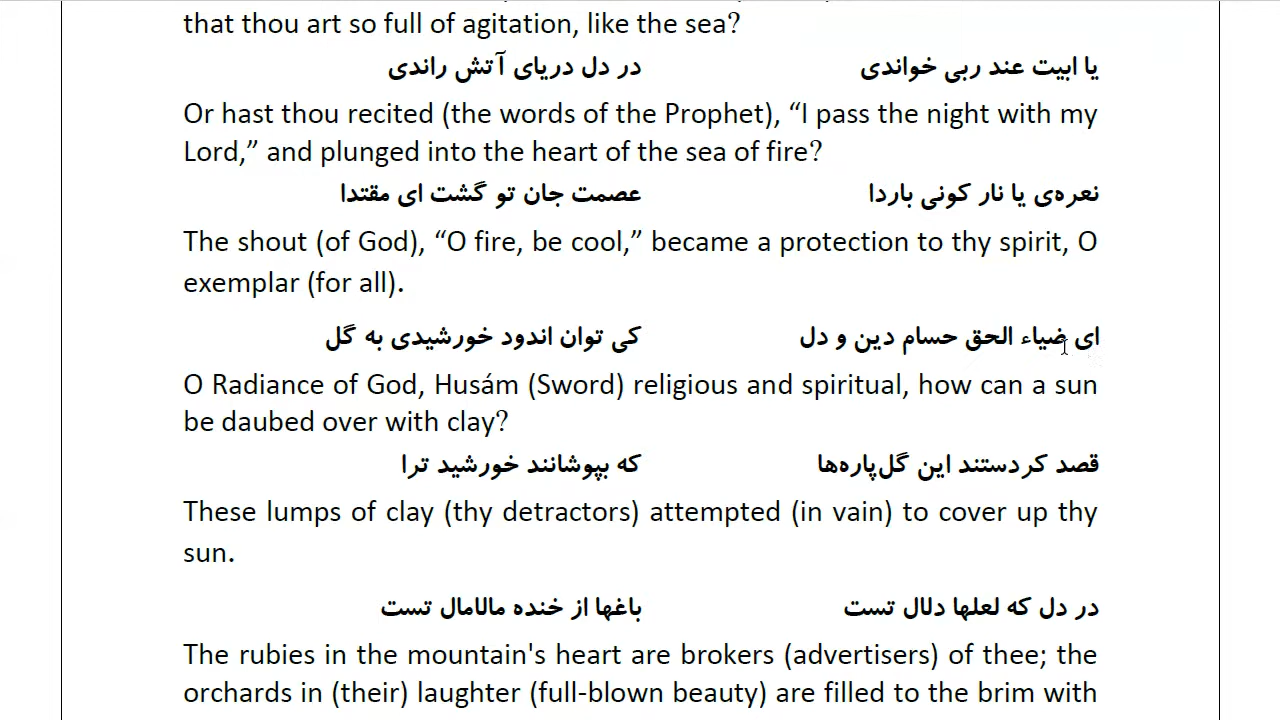 that thou art so full of agitation, like the sea?
یا ابیت عند ربی خواندی در دل دریای آتش راندی
Or hast thou recited (the words of the Prophet), “I pass the night with my
Lord,” and plunged into the heart of the sea of fire?
نعره‌ی یا نار کونی باردا عصمت جان تو گشت ای مقتدا
The shout (of God), “O fire, be cool,” became a protection to thy spirit, O
exemplar (for all).
ای ضیاء الحق حسام دین و دل کی توان اندود خورشیدی به گل
O Radiance of God, Husám (Sword) religious and spiritual, how can a sun
be daubed over with clay?
قصد کردستند این گل‌پاره‌ها که بپوشانند خورشید ترا
These lumps of clay (thy detractors) attempted (in vain) to cover up thy
sun.
در دل که لعلها دلال تست باغها از خنده مالامال تست
The rubies in the mountain's heart are brokers (advertisers) of thee; the
orchards in (their) laughter (full-blown beauty) are filled to the brim with